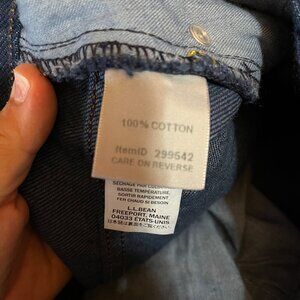 100% COTTON
ItemID 299542
CARE ON REVERSE
SÉCHAGE PAR CULBUTAGE
BASSE TEMPÉRATURE.
SORTIR RAPIDEMENT
FER CHAUD SI BESOIN
L.L.BEAN
FREEPORT, MAINE
04033 ÉTATS-UNIS